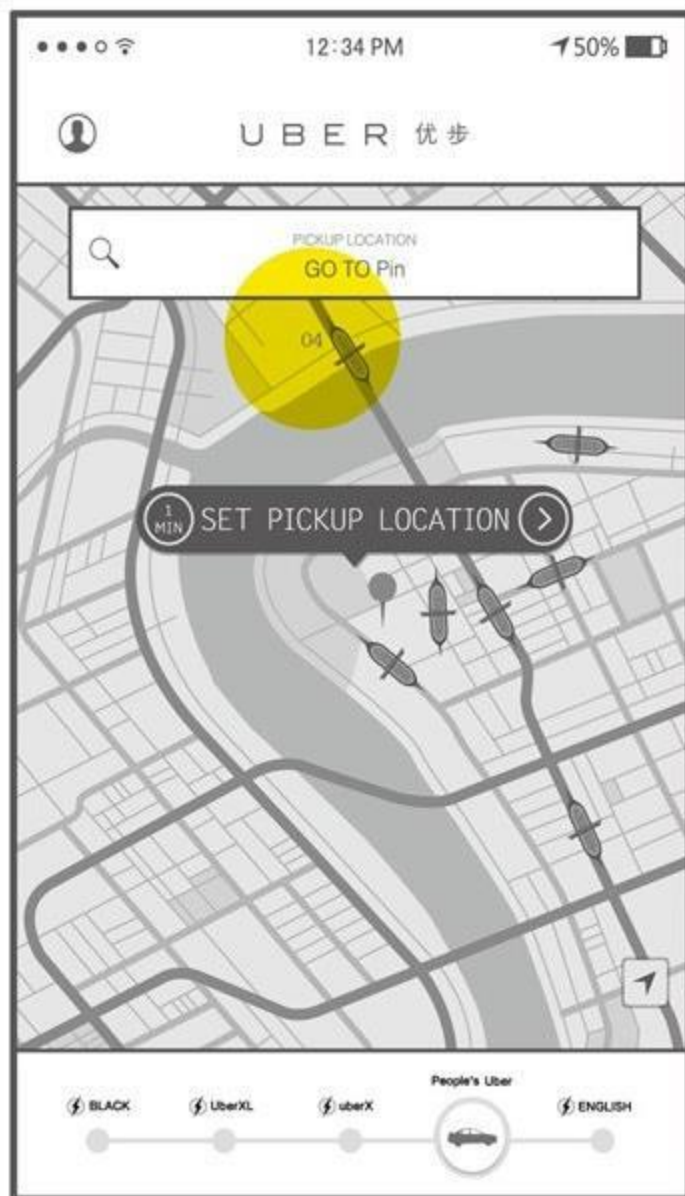 12:34 PM
50%
UBER 优步
PICKUP LOCATION
GO TO Pin
04
1
MIN
SET PICKUP LOCATION
People's Uber
BLACK
UberXL
uberX
ENGLISH